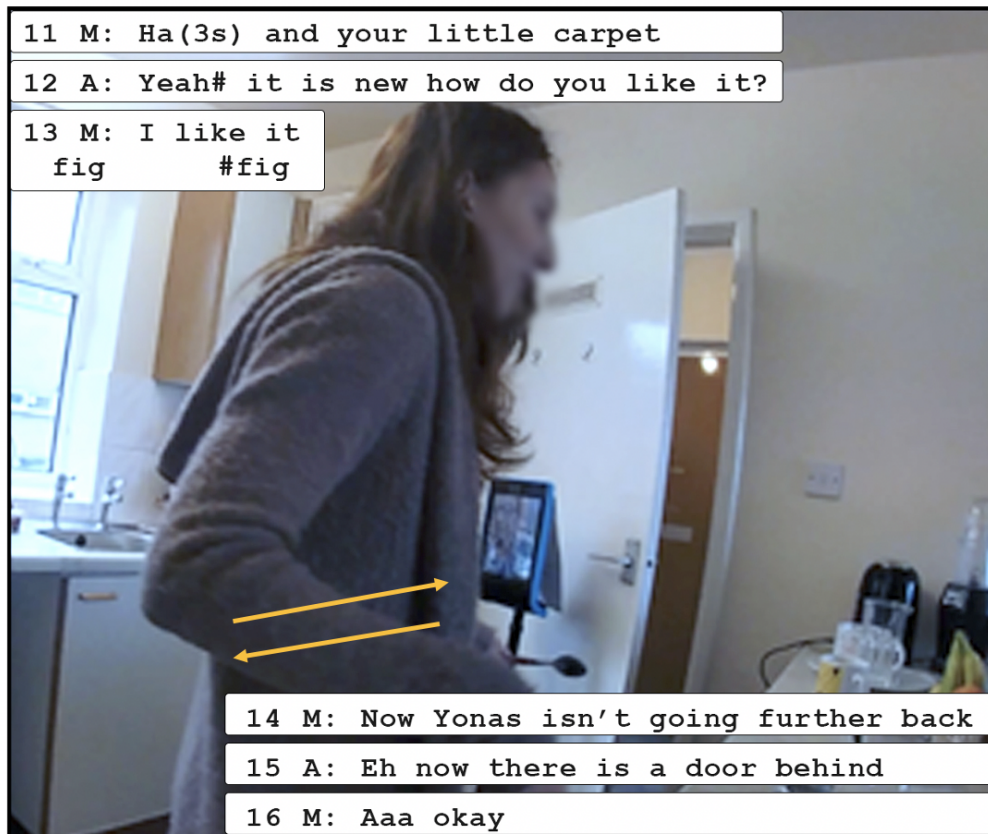 11 M: Ha(3s) and your little carpet
12 A: Yeah# it is new how do you like it?
13 M: I like it
fig #fig
14 M: Now Yonas isn't going further back
15 A: Eh now there is a door behind
16 M: Aaa okay